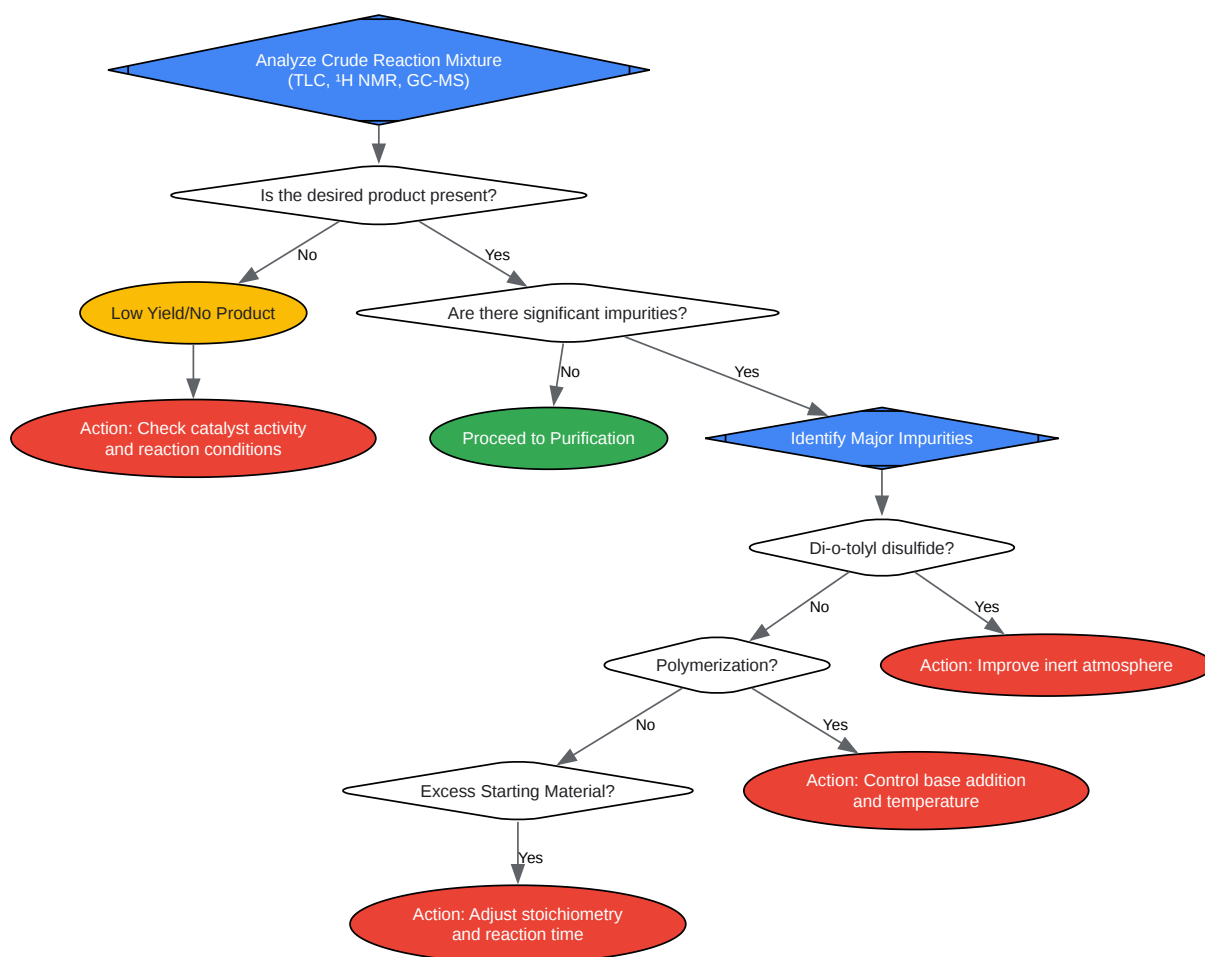 Analyze Crude Reaction Mixture
(TLC, ¹H NMR, GC-MS)
Is the desired product present?
No
Yes
Low Yield/No Product
Are there significant impurities?
No
Yes
Action: Check catalyst activity
and reaction conditions
Proceed to Purification
Identify Major Impurities
Di-o-tolyl disulfide?
No
Yes
Polymerization?
Action: Improve inert atmosphere
No
Yes
Excess Starting Material?
Action: Control base addition
and temperature
Yes
Action: Adjust stoichiometry
and reaction time